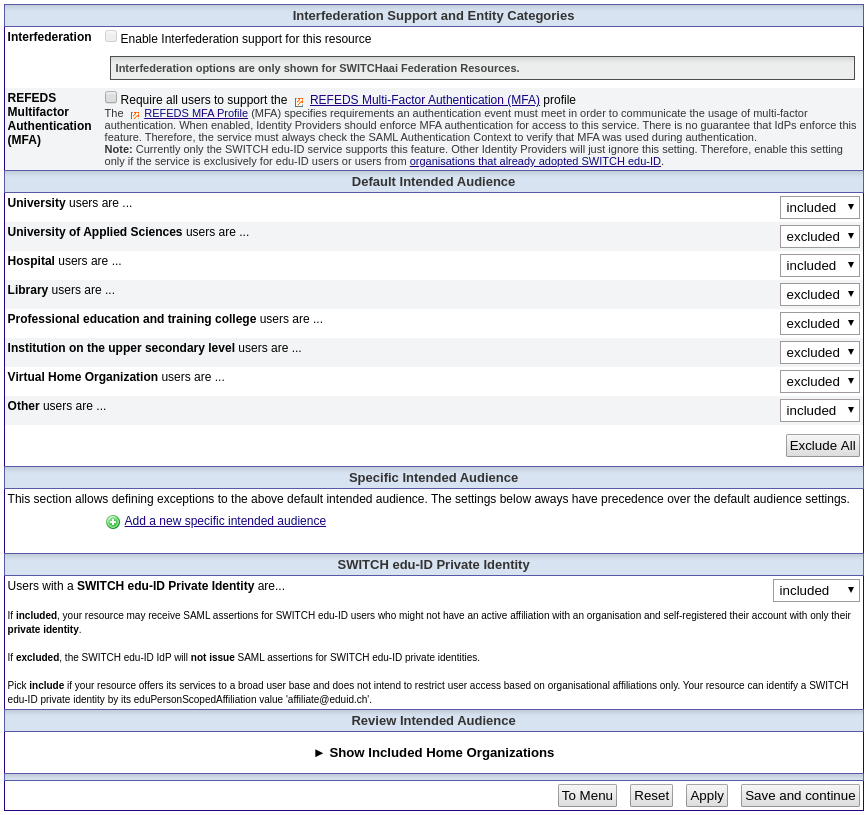 Interfederation Support and Entity Categories
Interfederation
Enable Interfederation support for this resource
Interfederation options are only shown for SWITCHaai Federation Resources.
REFEDS
Multifactor
Authentication
(MFA)
Require all users to support the REFEDS Multi-Factor Authentication (MFA) profile
The REFEDS MFA Profile (MFA) specifies requirements an authentication event must meet in order to communicate the usage of multi-factor
authentication. When enabled, Identity Providers should enforce MFA authentication for access to this service. There is no guarantee that IdPs enforce this
feature. Therefore, the service must always check the SAML Authentication Context to verify that MFA was used during authentication.
Note: Currently only the SWITCH edu-ID service supports this feature. Other Identity Providers will just ignore this setting. Therefore, enable this setting
only if the service is exclusively for edu-ID users or users from organisations that already adopted SWITCH edu-ID.
Default Intended Audience
University users are ... included ▼
University of Applied Sciences users are ... excluded ▼
Hospital users are ... included ▼
Library users are ... excluded ▼
Professional education and training college users are ... excluded ▼
Institution on the upper secondary level users are ... excluded ▼
Virtual Home Organization users are ... excluded ▼
Other users are ... included ▼
Exclude All
Specific Intended Audience
This section allows defining exceptions to the above default intended audience. The settings below aways have precedence over the default audience settings.
Add a new specific intended audience
SWITCH edu-ID Private Identity
Users with a SWITCH edu-ID Private Identity are... included ▼
If included, your resource may receive SAML assertions for SWITCH edu-ID users who might not have an active affiliation with an organisation and self-registered their account with only their
private identity.
If excluded, the SWITCH edu-ID IdP will not issue SAML assertions for SWITCH edu-ID private identities.
Pick include if your resource offers its services to a broad user base and does not intend to restrict user access based on organisational affiliations only. Your resource can identify a SWITCH
edu-ID private identity by its eduPersonScopedAffiliation value 'affiliate@eduid.ch'.
Review Intended Audience
► Show Included Home Organizations
To Menu Reset Apply Save and continue